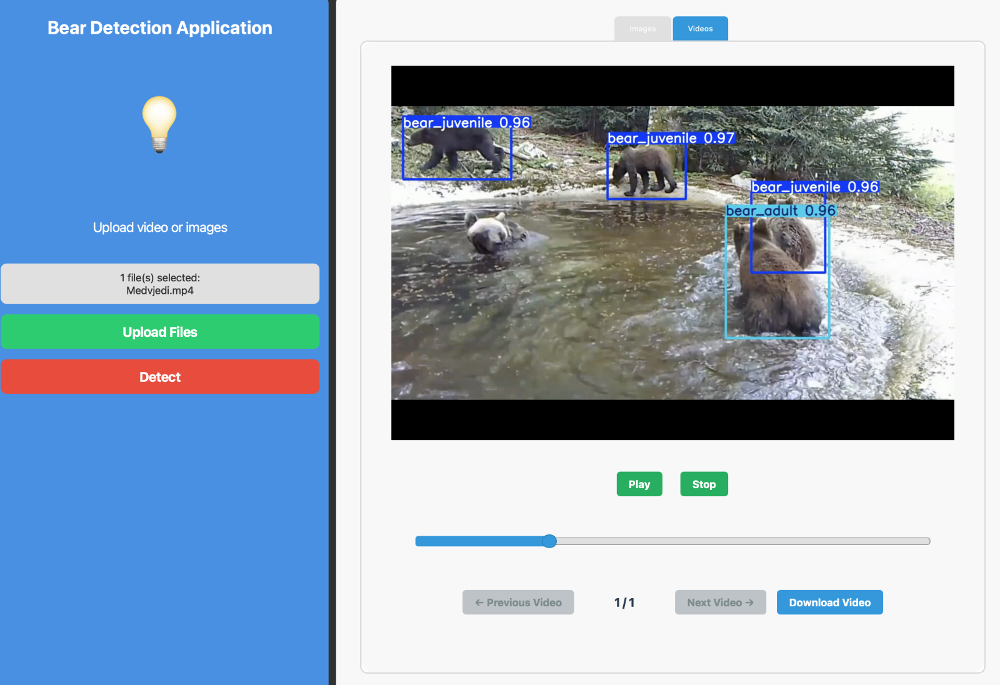 Bear Detection Application
Upload video or images
1 file(s) selected:
Medvjedi.mp4
Upload Files
Detect
Images
Videos
bear_juvenile 0.96
bear_juvenile 0.97
bear_juvenile 0.96
bear_adult 0.96
Play
Stop
← Previous Video
1 / 1
Next Video →
Download Video